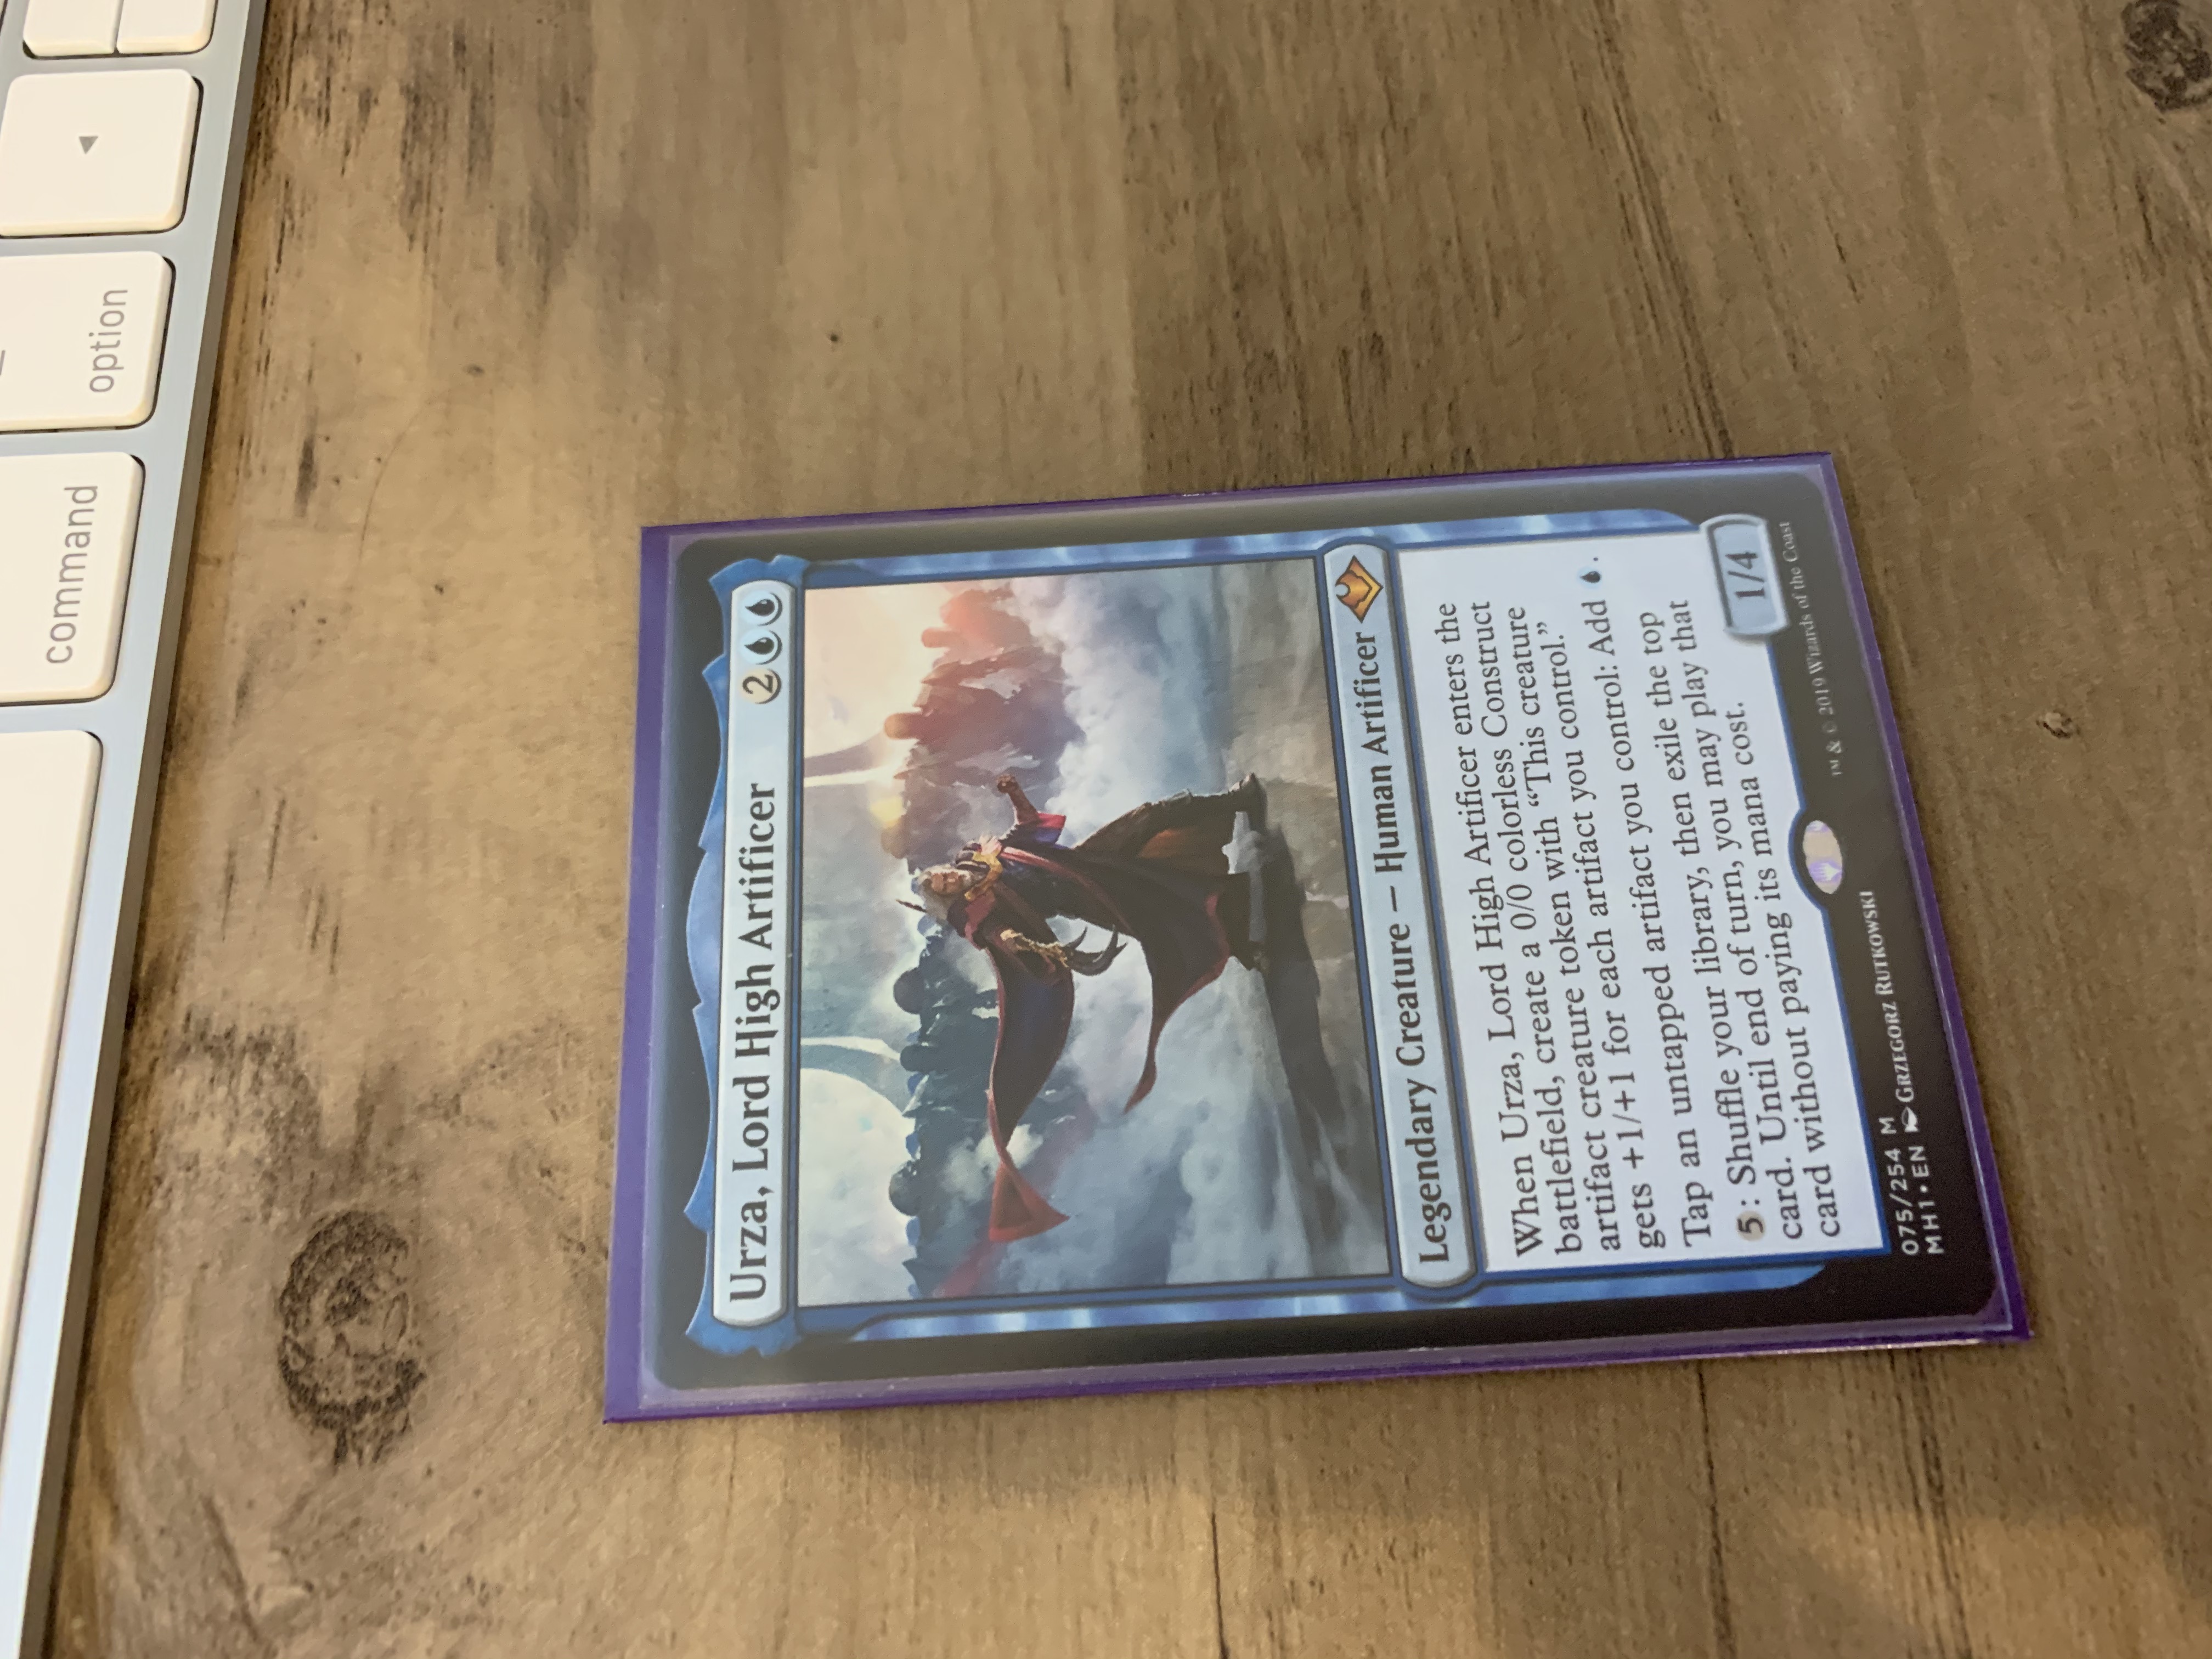 command
option
◄
Urza, Lord High Artificer 2
Legendary Creature — Human Artificer
When Urza, Lord High Artificer enters the
battlefield, create a 0/0 colorless Construct
artifact creature token with “This creature
gets +1/+1 for each artifact you control.”
Tap an untapped artifact you control: Add .
5: Shuffle your library, then exile the top
card. Until end of turn, you may play that
card without paying its mana cost.
1/4
075/254 M
MH1•EN GRZEGORZ RUTKOWSKI
™ & © 2019 Wizards of the Coast